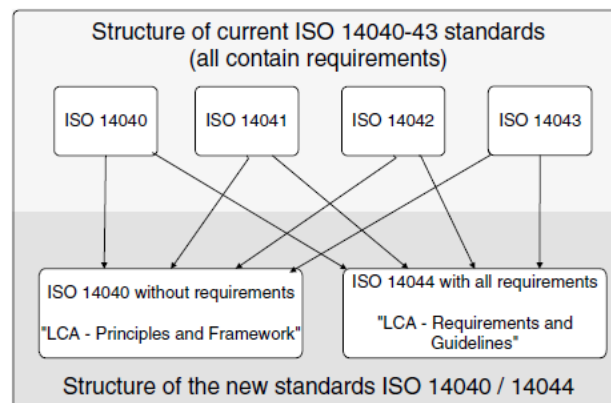 Structure of current ISO 14040-43 standards
(all contain requirements)
ISO 14040
ISO 14041
ISO 14042
ISO 14043
ISO 14040 without requirements
"LCA - Principles and Framework"
ISO 14044 with all requirements
"LCA - Requirements and
Guidelines"
Structure of the new standards ISO 14040 / 14044